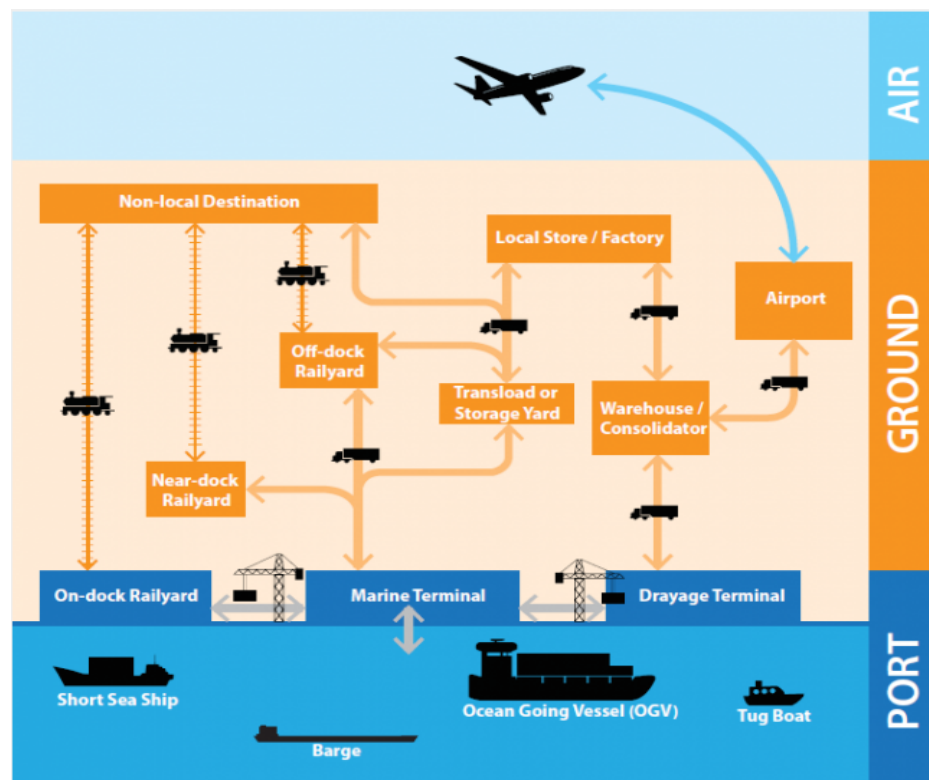 AIR
Non-local Destination
Local Store / Factory
Airport
GROUND
Off-dock
Railyard
Transload or
Storage Yard
Warehouse /
Consolidator
Near-dock
Railyard
On-dock Railyard
Marine Terminal
Drayage Terminal
PORT
Short Sea Ship
Ocean Going Vessel (OGV)
Tug Boat
Barge